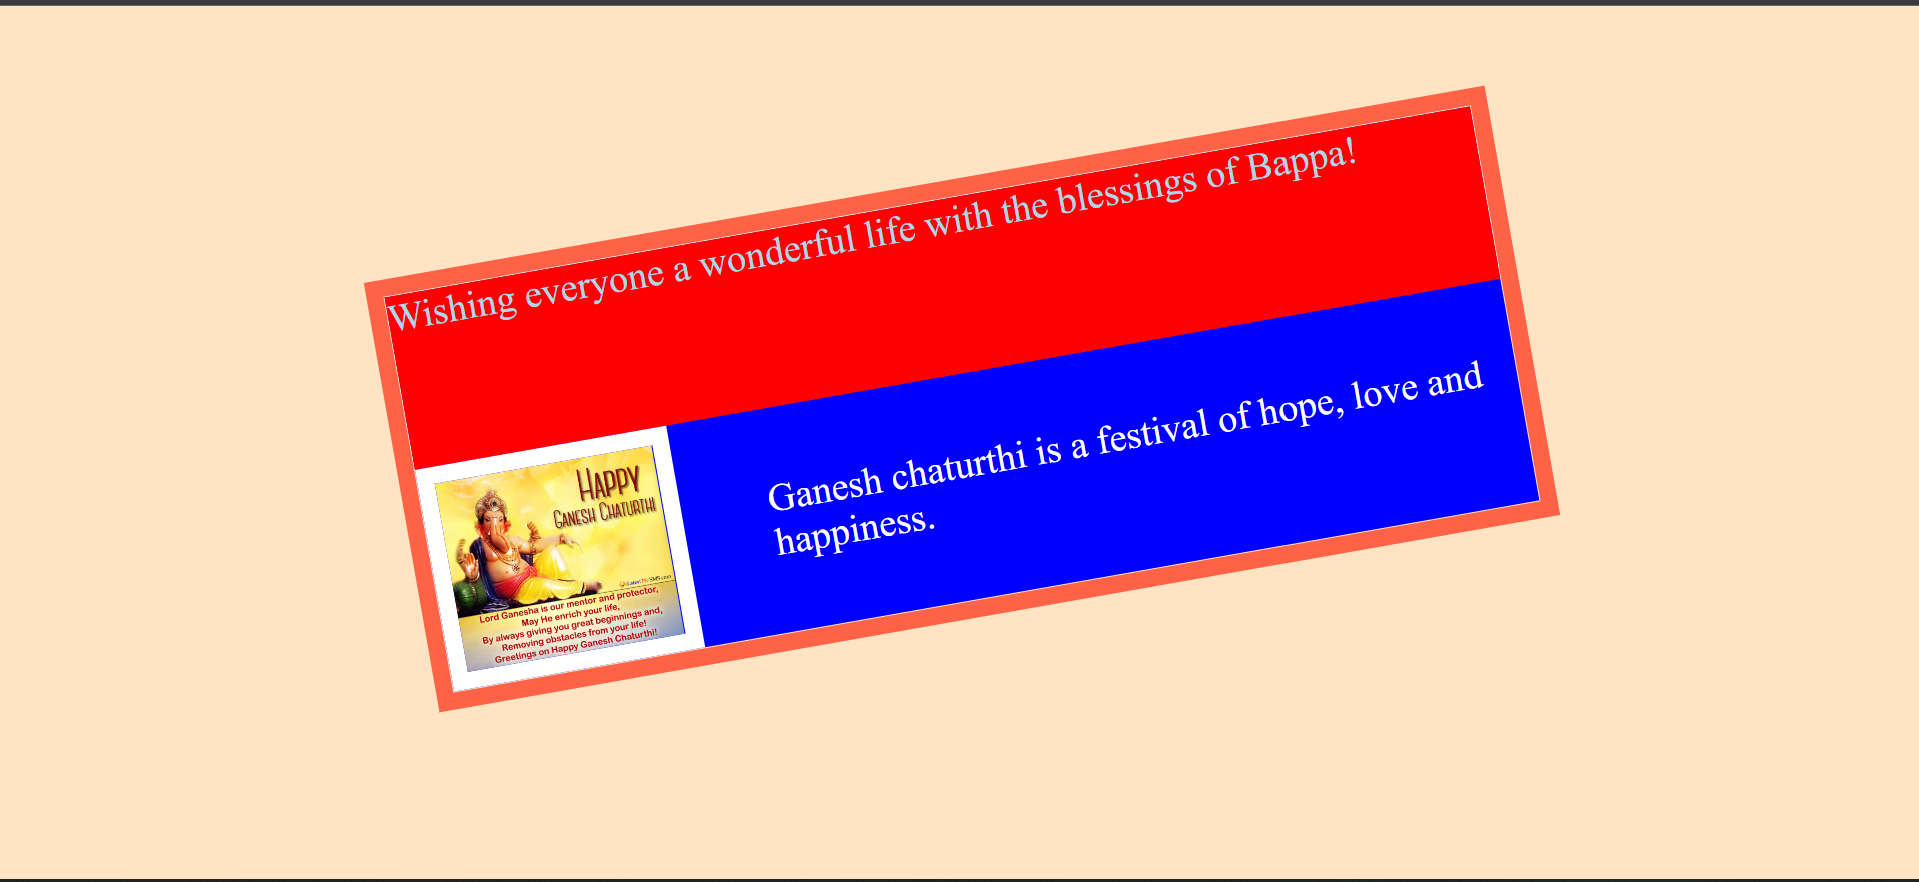 Wishing everyone a wonderful life with the blessings of Bappa!
HAPPY
GANESH CHATURTHI
Lord Ganesha is our mentor and protector,
May He enrich your life,
By always giving you great beginnings and,
Removing obstacles from your life!
Greetings on Happy Ganesh Chaturthi!
Ganesh chaturthi is a festival of hope, love and
happiness.